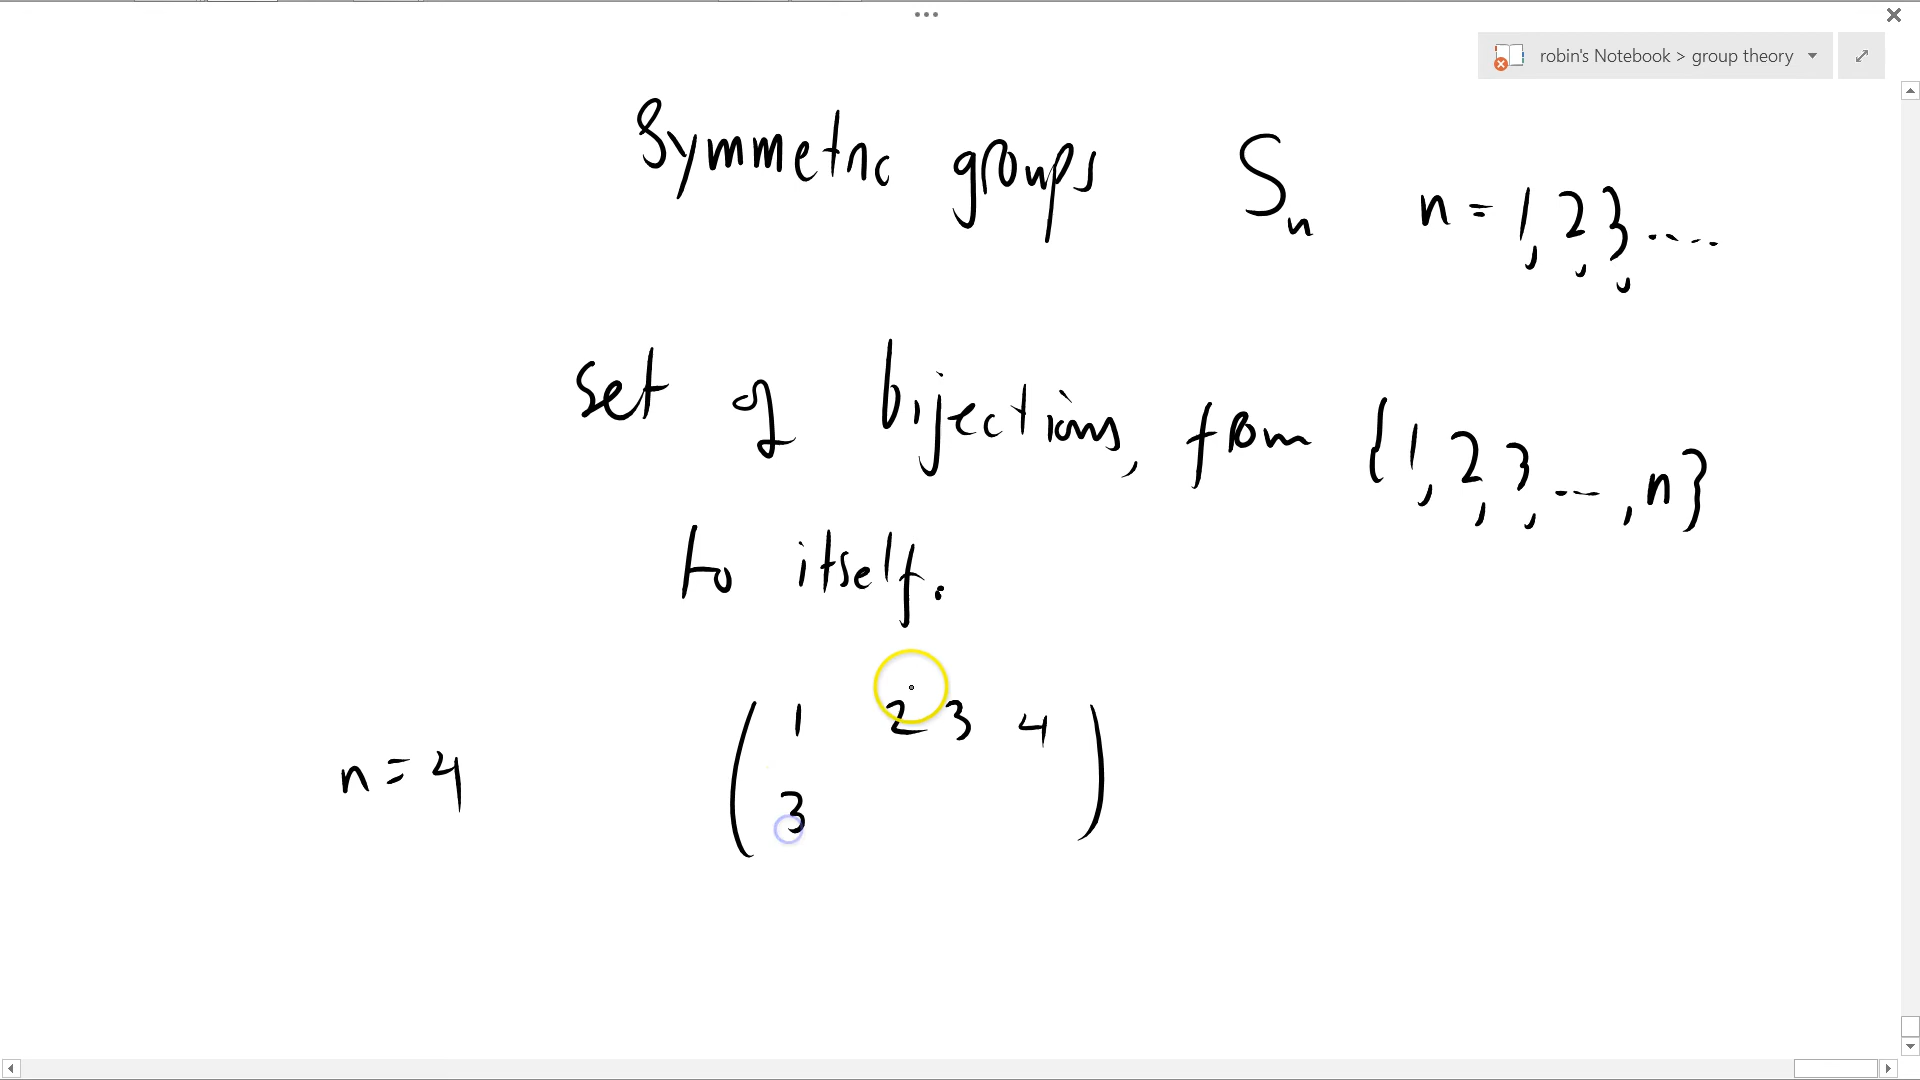 robin's Notebook > group theory
Symmetric groups S_n n = 1, 2, 3, ....
set of bijections, from {1, 2, 3, ..., n}
to itself.
n = 4 ( 1 2 3 4 )
3